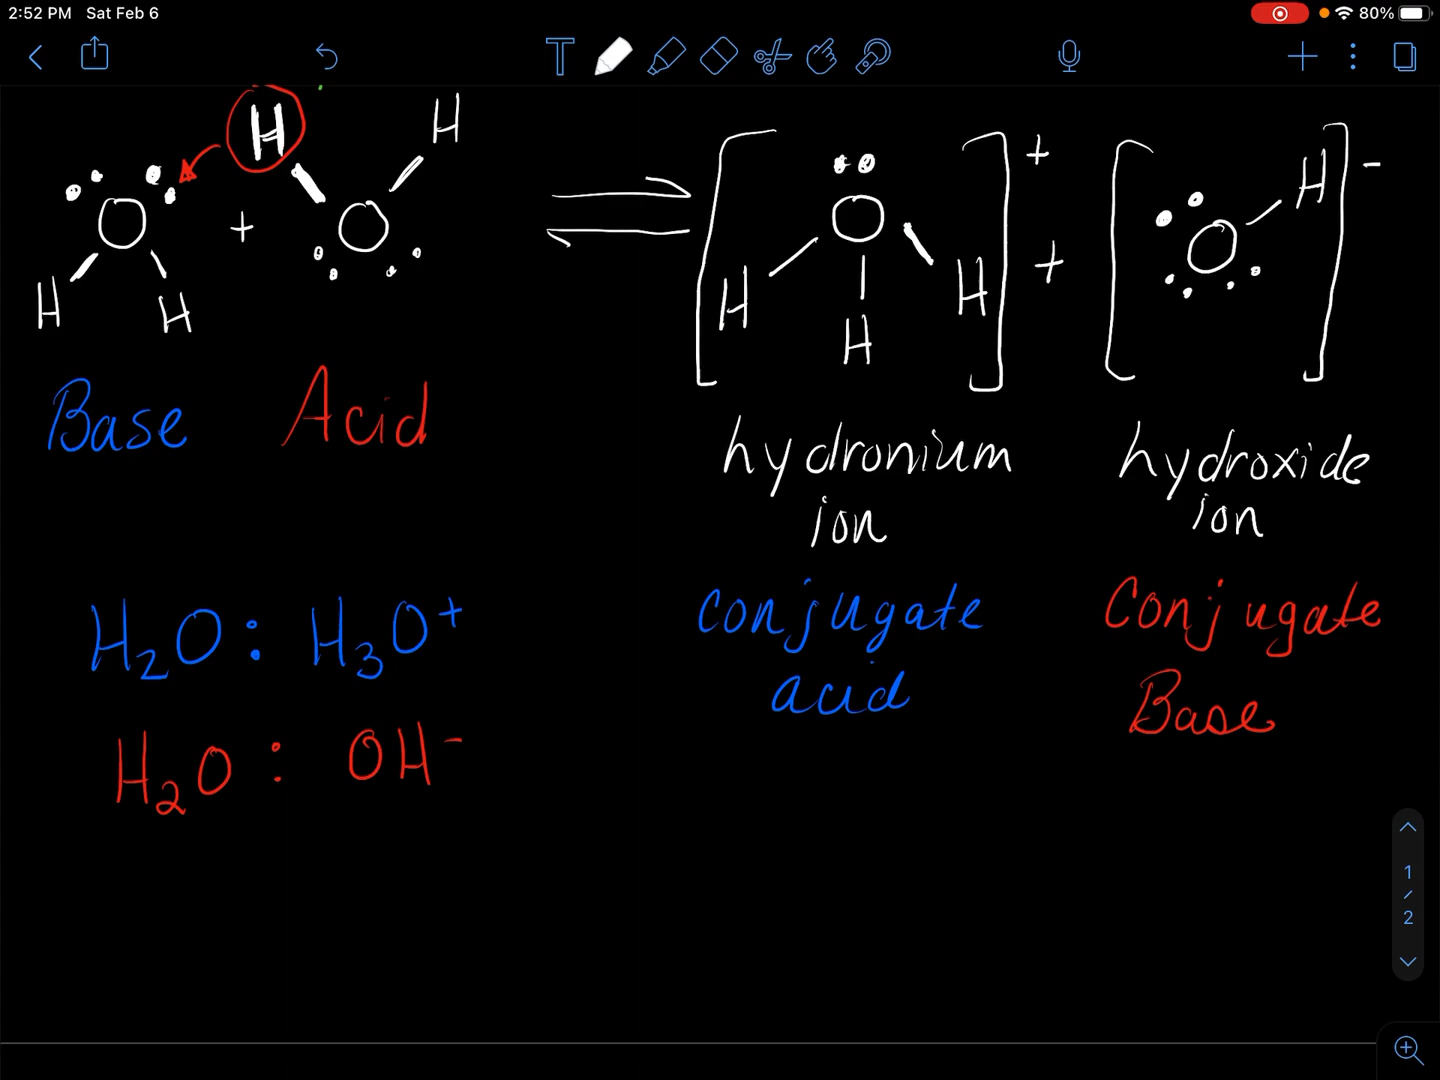 2:52 PM Sat Feb 6
80%
T
H H H
O + O ⇌ [ O ]+ + [ O ]-
H H H H H
H
Base Acid
hydronium hydroxide
ion ion
H₂O : H₃O+
conjugate Conjugate
acid Base
H₂O : OH-
1
/
2